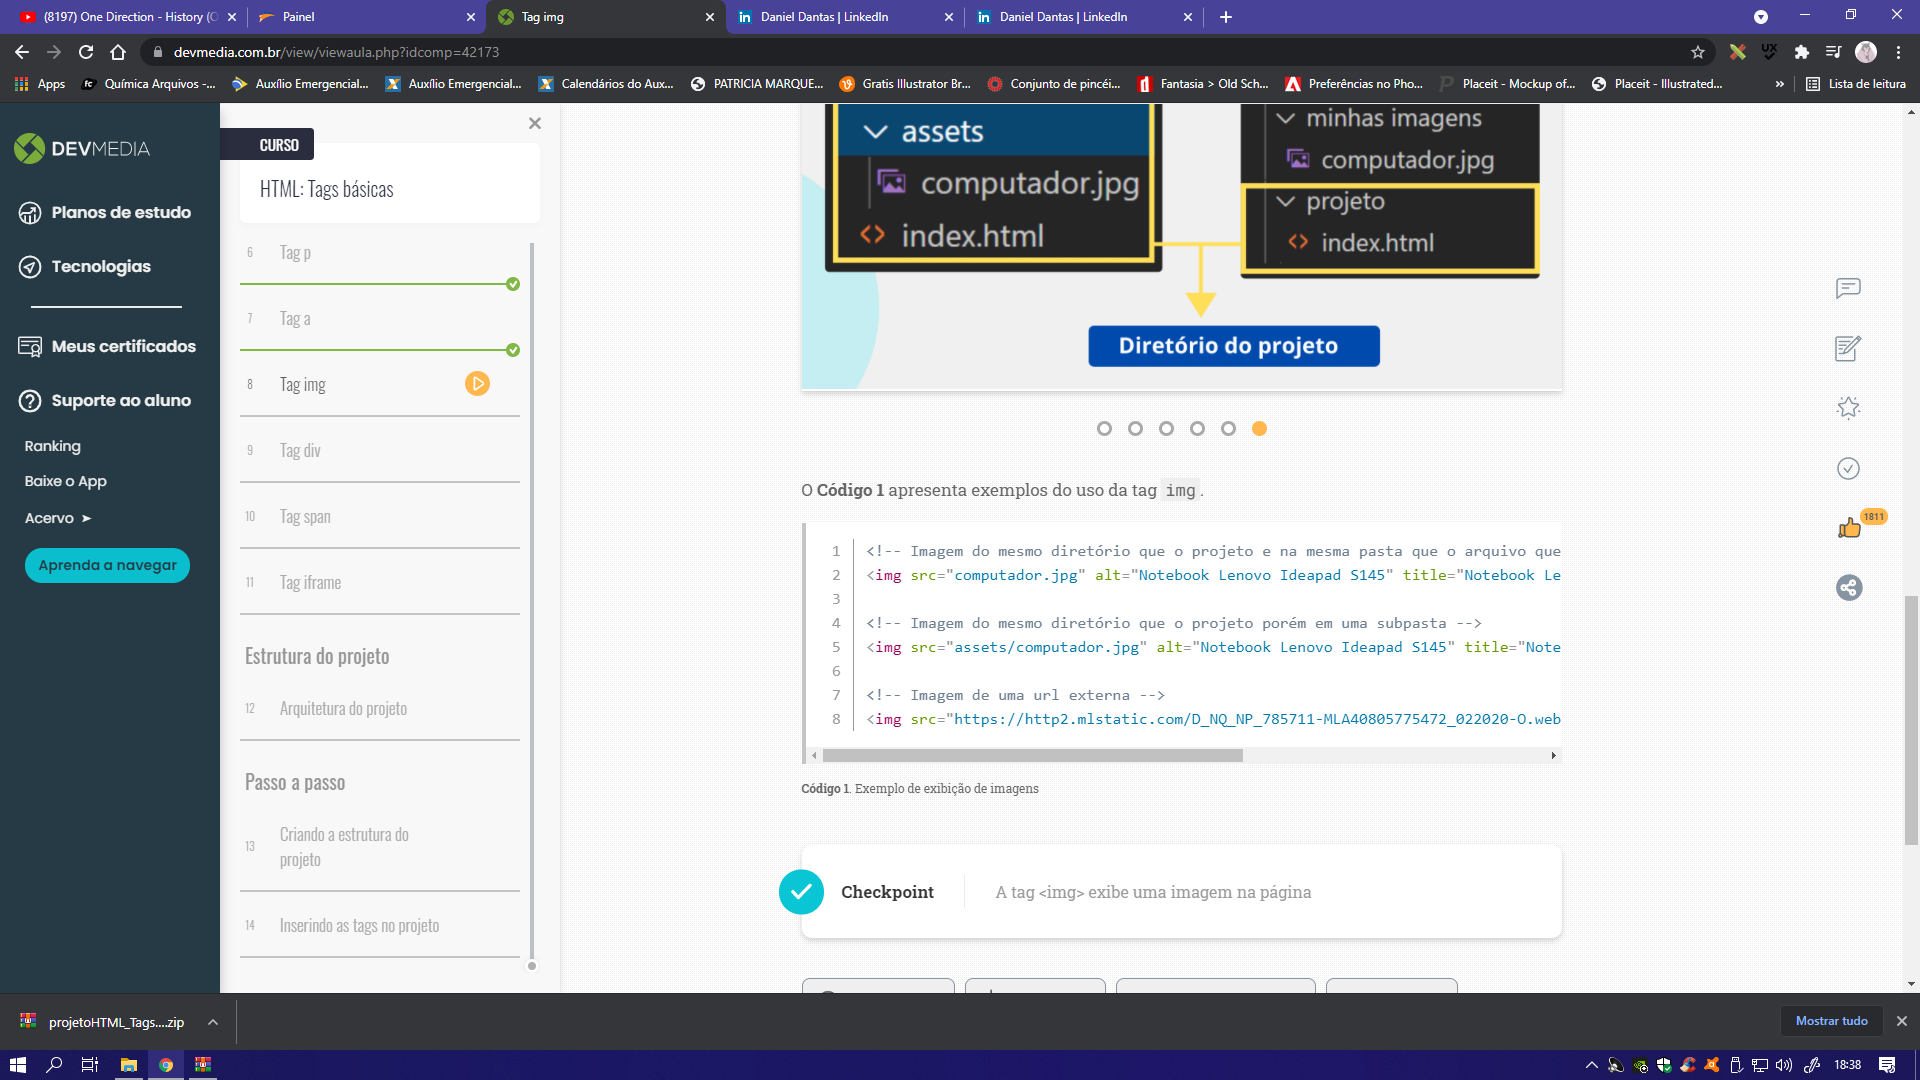 (8197) One Direction - History (O
Painel
Tag img
Daniel Dantas | LinkedIn
Daniel Dantas | LinkedIn
devmedia.com.br/view/viewaula.php?idcomp=42173
Apps
Química Arquivos -...
Auxílio Emergencial...
Auxílio Emergencial...
Calendários do Aux...
PATRICIA MARQUE...
Gratis Illustrator Br...
Conjunto de pincéi...
Fantasia > Old Sch...
Preferências no Pho...
Placeit - Mockup of...
Placeit - Illustrated...
»
Lista de leitura
DEVMEDIA
Planos de estudo
Tecnologias
Meus certificados
Suporte ao aluno
Ranking
Baixe o App
Acervo ➤
Aprenda a navegar
CURSO
HTML: Tags básicas
6 Tag p
7 Tag a
8 Tag img
9 Tag div
10 Tag span
11 Tag iframe
Estrutura do projeto
12 Arquitetura do projeto
Passo a passo
13 Criando a estrutura do
projeto
14 Inserindo as tags no projeto
assets
computador.jpg
<> index.html
minhas imagens
computador.jpg
projeto
<> index.html
Diretório do projeto
O Código 1 apresenta exemplos do uso da tag img.
1 <!-- Imagem do mesmo diretório que o projeto e na mesma pasta que o arquivo que
2 <img src="computador.jpg" alt="Notebook Lenovo Ideapad S145" title="Notebook Le
3
4 <!-- Imagem do mesmo diretório que o projeto porém em uma subpasta -->
5 <img src="assets/computador.jpg" alt="Notebook Lenovo Ideapad S145" title="Note
6
7 <!-- Imagem de uma url externa -->
8 <img src="https://http2.mlstatic.com/D_NQ_NP_785711-MLA40805775472_022020-O.web
Código 1. Exemplo de exibição de imagens
Checkpoint
A tag <img> exibe uma imagem na página
1811
projetoHTML_Tags....zip
Mostrar tudo
18:38